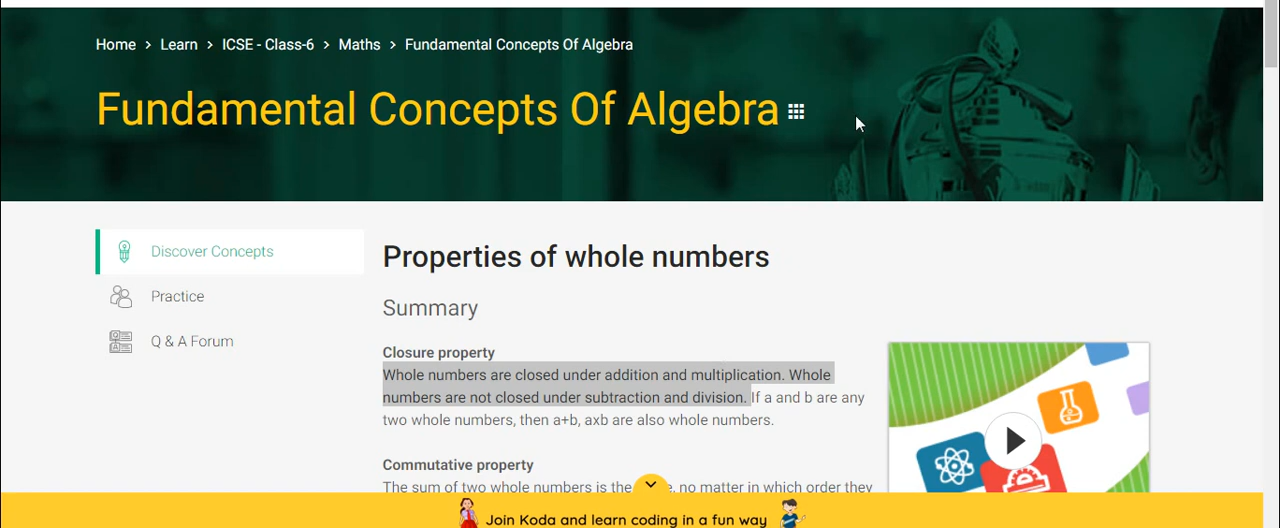 Home > Learn > ICSE - Class-6 > Maths > Fundamental Concepts Of Algebra
Fundamental Concepts Of Algebra
Discover Concepts
Practice
Q & A Forum
Properties of whole numbers
Summary
Closure property
Whole numbers are closed under addition and multiplication. Whole
numbers are not closed under subtraction and division. If a and b are any
two whole numbers, then a+b, axb are also whole numbers.
Commutative property
The sum of two whole numbers is the e, no matter in which order they
Join Koda and learn coding in a fun way